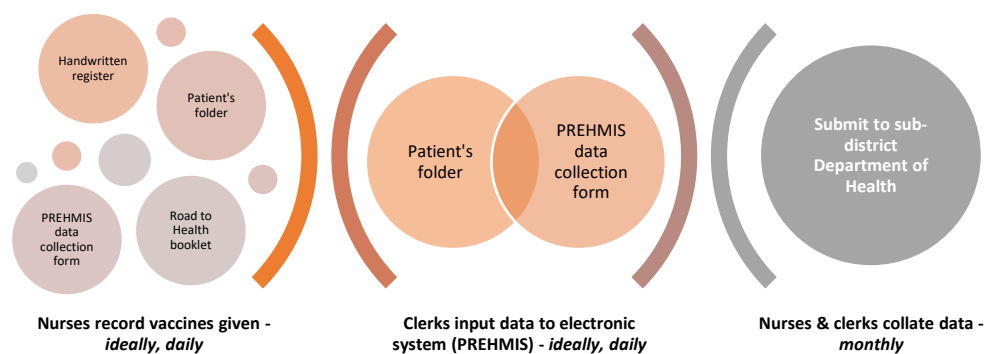 Handwritten
register
Patient's
folder
PREHMIS
data
collection
form
Road to
Health
booklet
Nurses record vaccines given -
ideally, daily
Patient's
folder
PREHMIS
data
collection
form
Clerks input data to electronic
system (PREHMIS) - ideally, daily
Submit to sub-
district
Department of
Health
Nurses & clerks collate data -
monthly